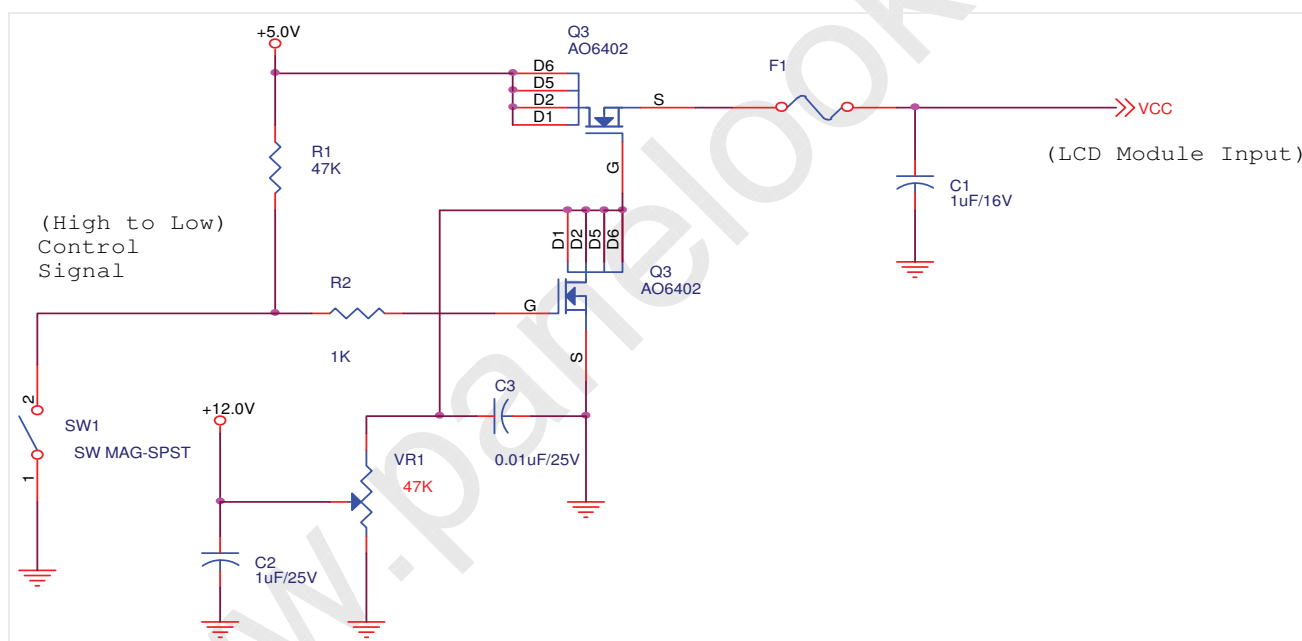 +5.0V
Q3
AO6402
D6
D5
D2
D1
S
G
F1
VCC
(LCD Module Input)
R1
47K
C1
1uF/16V
(High to Low)
Control
Signal
D1
D2
D5
D6
Q3
AO6402
R2
1K
G
S
C3
0.01uF/25V
2
SW1
SW MAG-SPST
1
+12.0V
VR1
47K
C2
1uF/25V
w.panelook